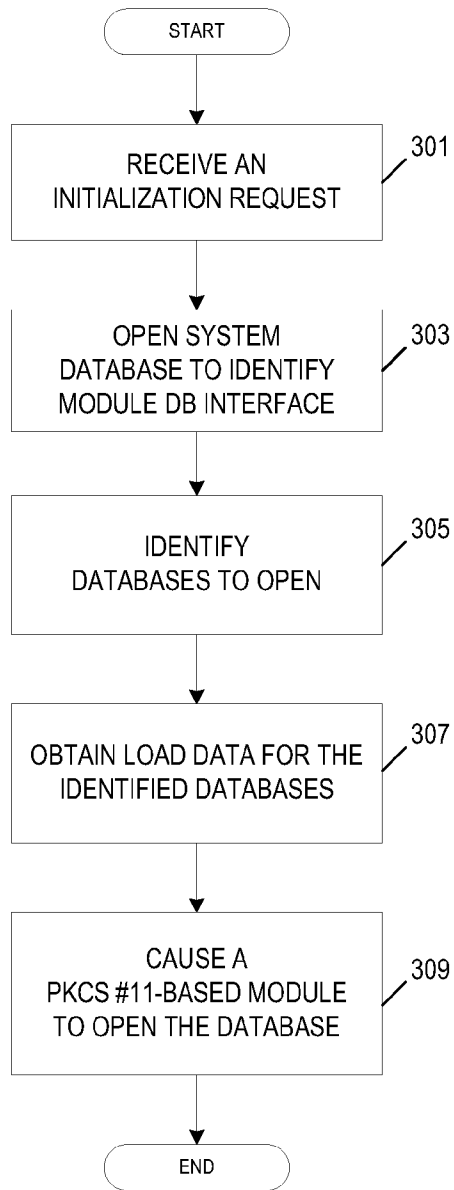 START
RECEIVE AN
INITIALIZATION REQUEST
301
OPEN SYSTEM
DATABASE TO IDENTIFY
MODULE DB INTERFACE
303
IDENTIFY
DATABASES TO OPEN
305
OBTAIN LOAD DATA FOR THE
IDENTIFIED DATABASES
307
CAUSE A
PKCS #11-BASED MODULE
TO OPEN THE DATABASE
309
END